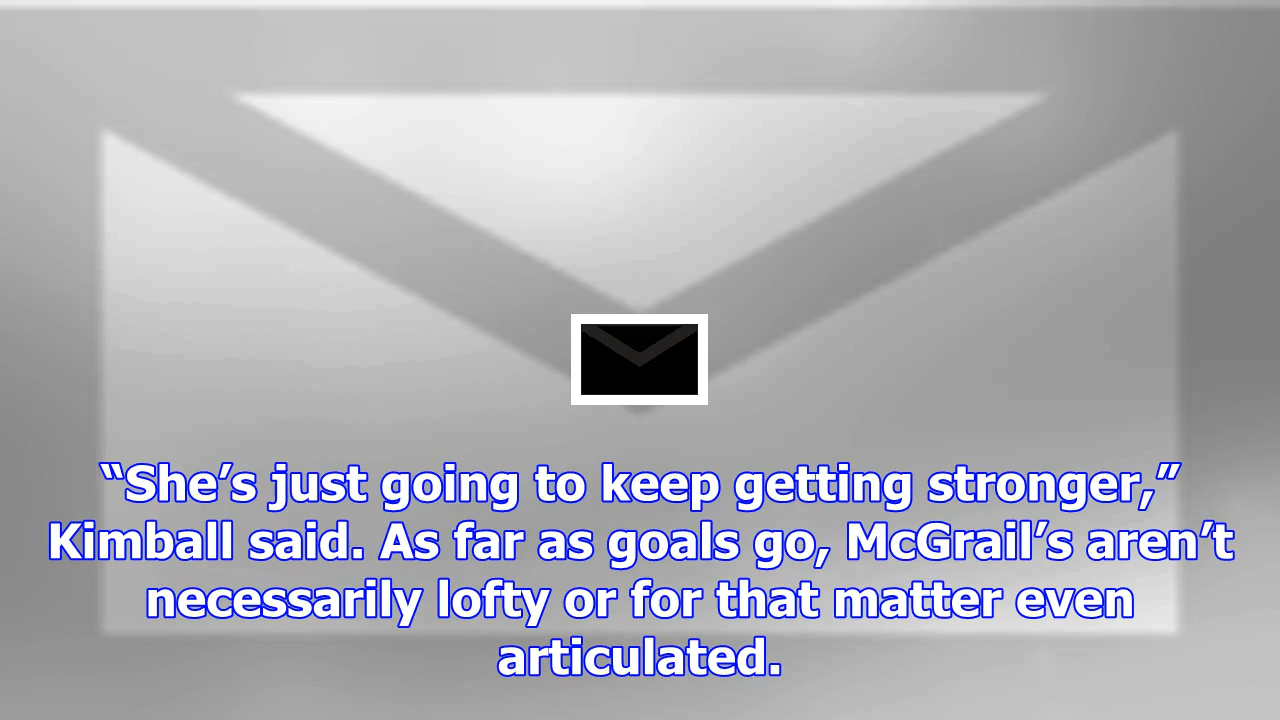 “She’s just going to keep getting stronger,”
Kimball said. As far as goals go, McGrail’s aren’t
necessarily lofty or for that matter even
articulated.